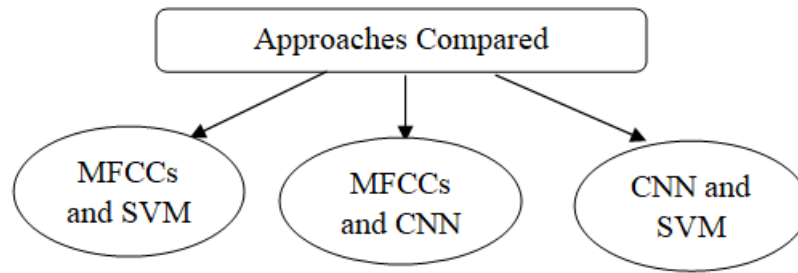 Approaches Compared
MFCCs
and SVM
MFCCs
and CNN
CNN and
SVM